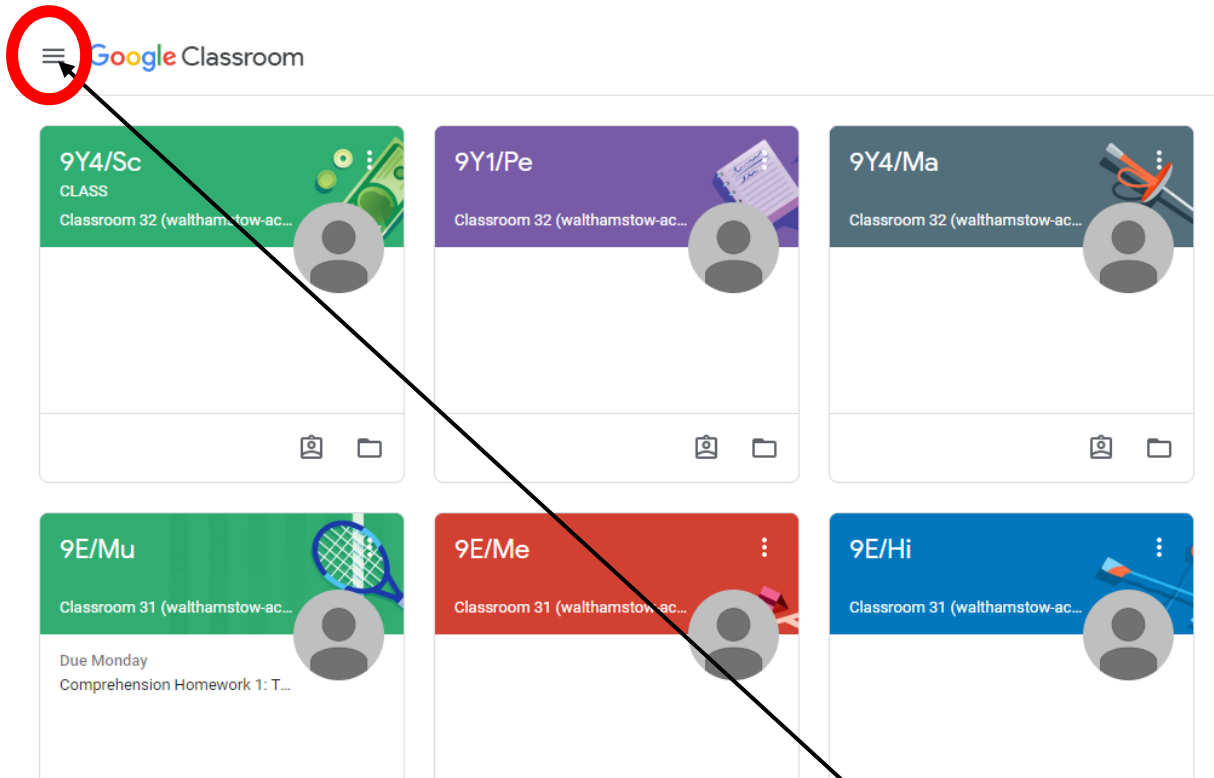 Google Classroom
9Y4/Sc
CLASS
Classroom 32 (walthamstow-ac...
9Y1/Pe
Classroom 32 (walthamstow-ac...
9Y4/Ma
Classroom 32 (walthamstow-ac...
9E/Mu
Classroom 31 (walthamstow-ac...
Due Monday
Comprehension Homework 1: T...
9E/Me
Classroom 31 (walthamstow-ac...
9E/Hi
Classroom 31 (walthamstow-ac...